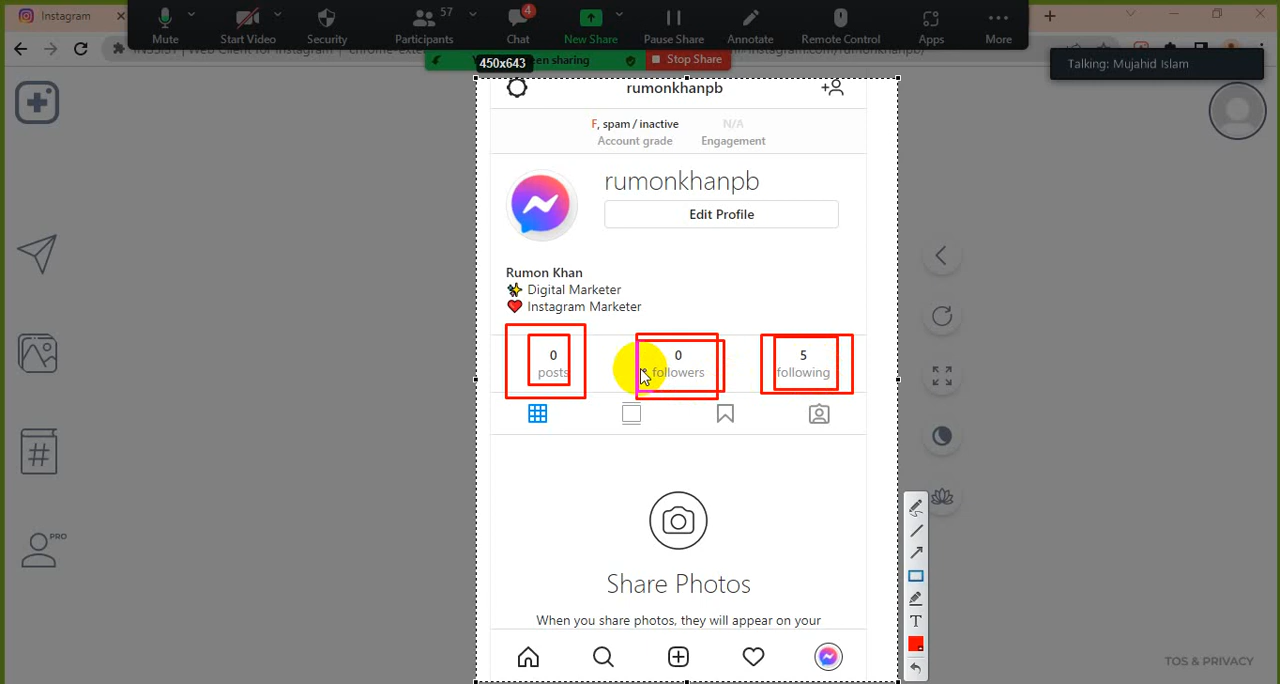 Instagram
Mute
Start Video
Security
57
Participants
4
Chat
New Share
Pause Share
Annotate
Remote Control
Apps
More
Stop Share
Talking: Mujahid Islam
450x643
rumonkhanpb
F, spam / inactive
Account grade
N/A
Engagement
rumonkhanpb
Edit Profile
Rumon Khan
Digital Marketer
Instagram Marketer
0
posts
0
followers
5
following
Share Photos
When you share photos, they will appear on your
PRO
T
TOS & PRIVACY